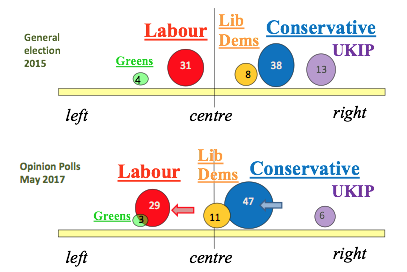 General
election
2015
Greens
Labour
Lib
Dems
Conservative
UKIP
4
31
8
38
13
left
centre
right
Opinion Polls
May 2017
Greens
Labour
Lib
Dems
Conservative
UKIP
3
29
11
47
6
left
centre
right